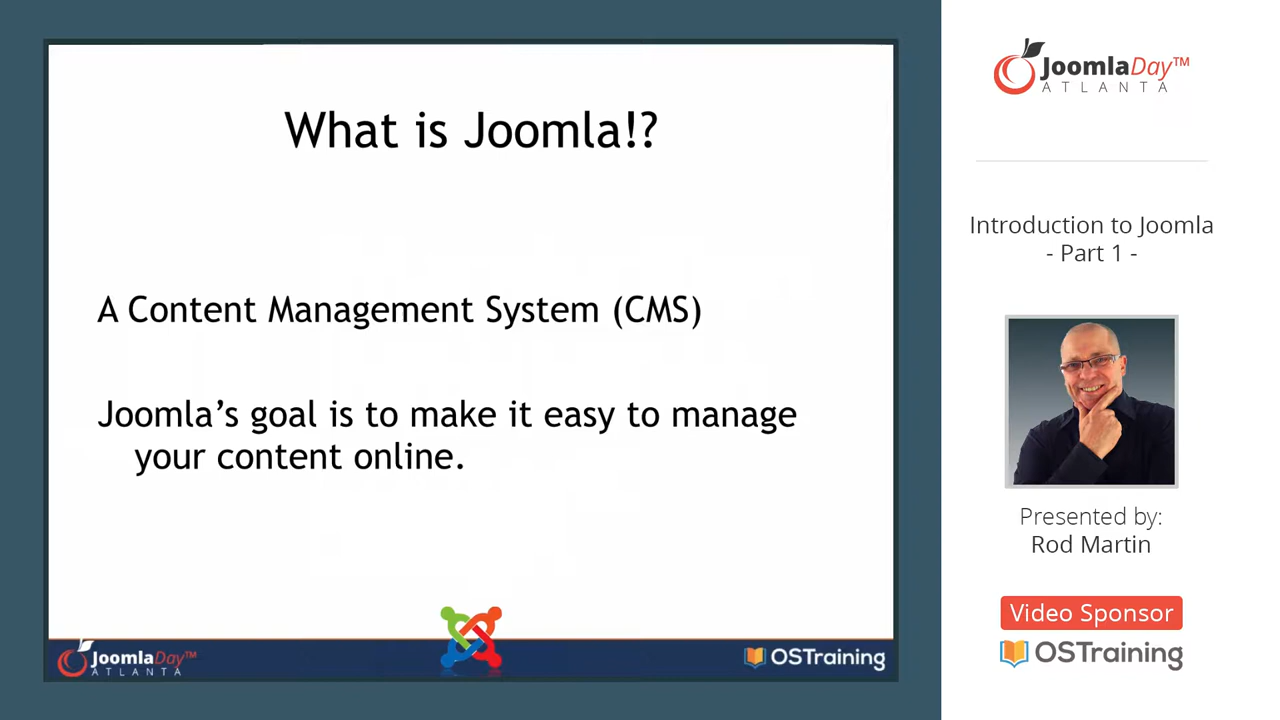 What is Joomla!?
A Content Management System (CMS)
Joomla’s goal is to make it easy to manage
your content online.
JoomlaDay™
ATLANTA
OSTraining
JoomlaDay™
ATLANTA
Introduction to Joomla
- Part 1 -
Presented by:
Rod Martin
Video Sponsor
OSTraining